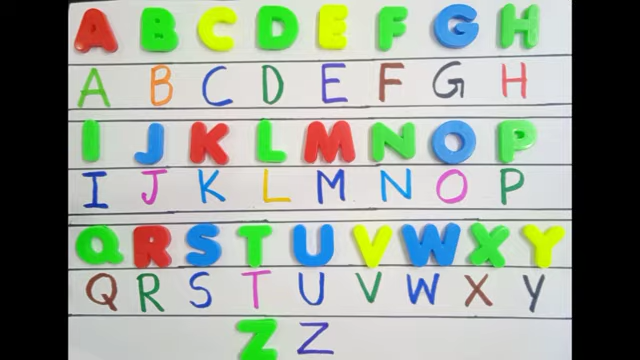 A B C D E F G H
A B C D E F G H
I J K L M N O P
I J K L M N O P
Q R S T U V W X Y
Q R S T U V W X Y
Z Z